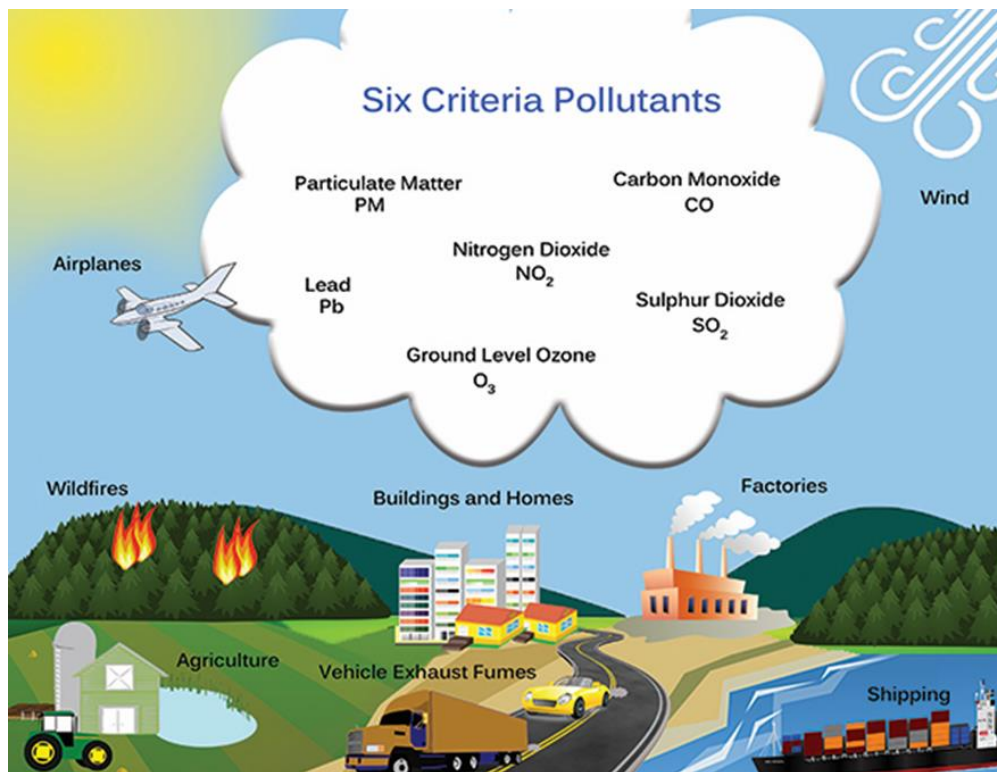 Six Criteria Pollutants
Particulate Matter
PM
Carbon Monoxide
CO
Wind
Nitrogen Dioxide
NO₂
Airplanes
Lead
Pb
Sulphur Dioxide
SO₂
Ground Level Ozone
O₃
Wildfires
Buildings and Homes
Factories
Agriculture
Vehicle Exhaust Fumes
Shipping